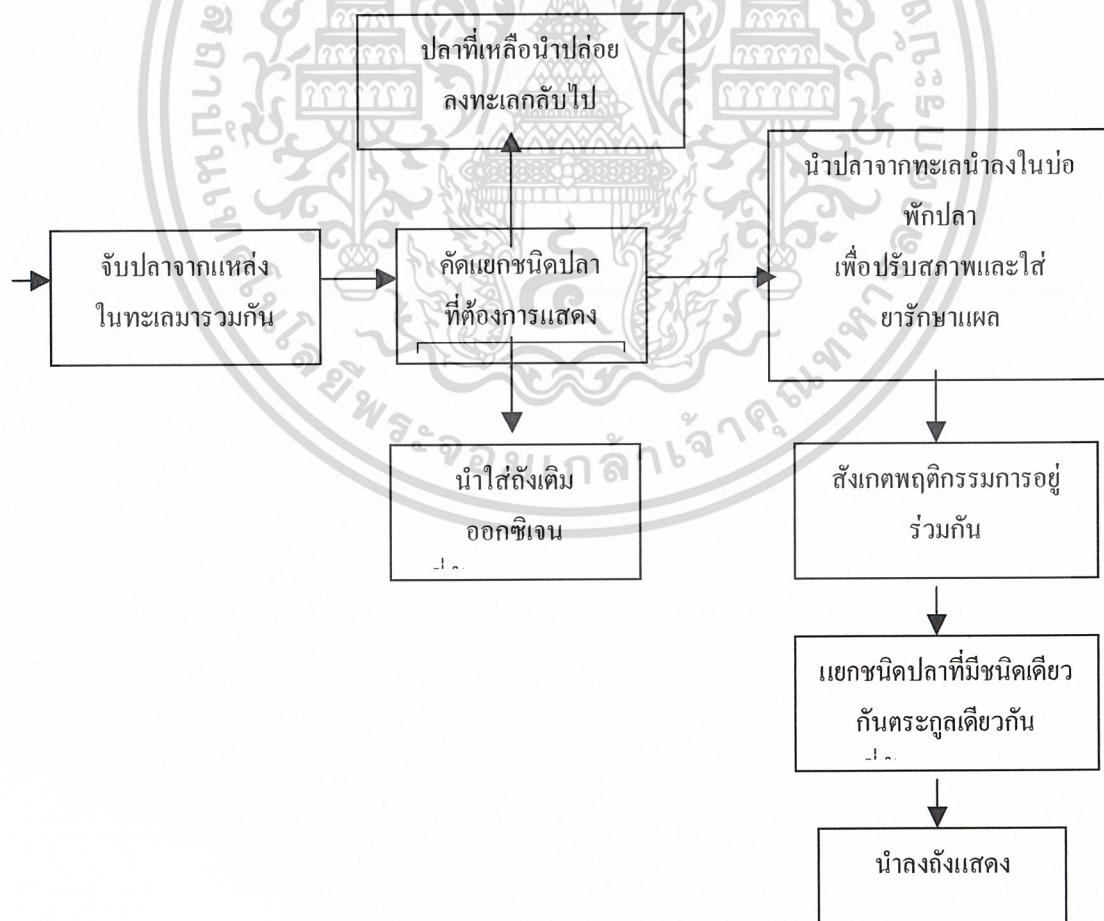 ปลาที่เหลือนำปล่อย
ลงทะเลกลับไป
จับปลาจากแหล่ง
ในทะเลมารวมกัน
คัดแยกชนิดปลา
ที่ต้องการแสดง
นำปลาจากทะเลนำลงในบ่อ
พักปลา
เพื่อปรับสภาพและใส่
ยารักษาแผล
นำใส่ถังเติม
ออกซิเจน
สังเกตพฤติกรรมการอยู่
ร่วมกัน
แยกชนิดปลาที่มีชนิดเดียว
กันตระกูลเดียวกัน
นำลงถังแสดง